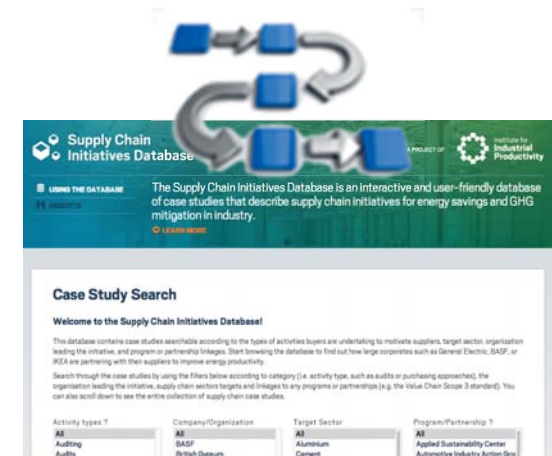 Supply Chain
Initiatives Database
A PROJECT OF
Institute for
Industrial
Productivity
USING THE DATABASE
INSIGHTS
The Supply Chain Initiatives Database is an interactive and user-friendly database
of case studies that describe supply chain initiatives for energy savings and GHG
mitigation in industry.
LEARN MORE
Case Study Search
Welcome to the Supply Chain Initiatives Database!
This database contains case studies searchable according to the types of activities buyers are undertaking to motivate suppliers, target sector, organization
leading the initiative, and program or partnership linkages. Start browsing the database to find out how large corporates such as General Electric, BASF, or
IKEA are partnering with their suppliers to improve energy productivity.
Search through the case studies by using the filters below according to category (i.e. activity type, such as audits or purchasing approaches), the
organisation leading the initiative, supply chain sectors targets and linkages to any programs or partnerships (e.g. the Value Chain Scope 3 standard). You
can also scroll down to see the entire collection of supply chain case studies.
Activity types ? Company/Organization Target Sector Program/Partnership ?
All All All All
Auditing BASF Aluminium Applied Sustainability Center
Audits British Gypsum Cement Automotive Industry Action Gro